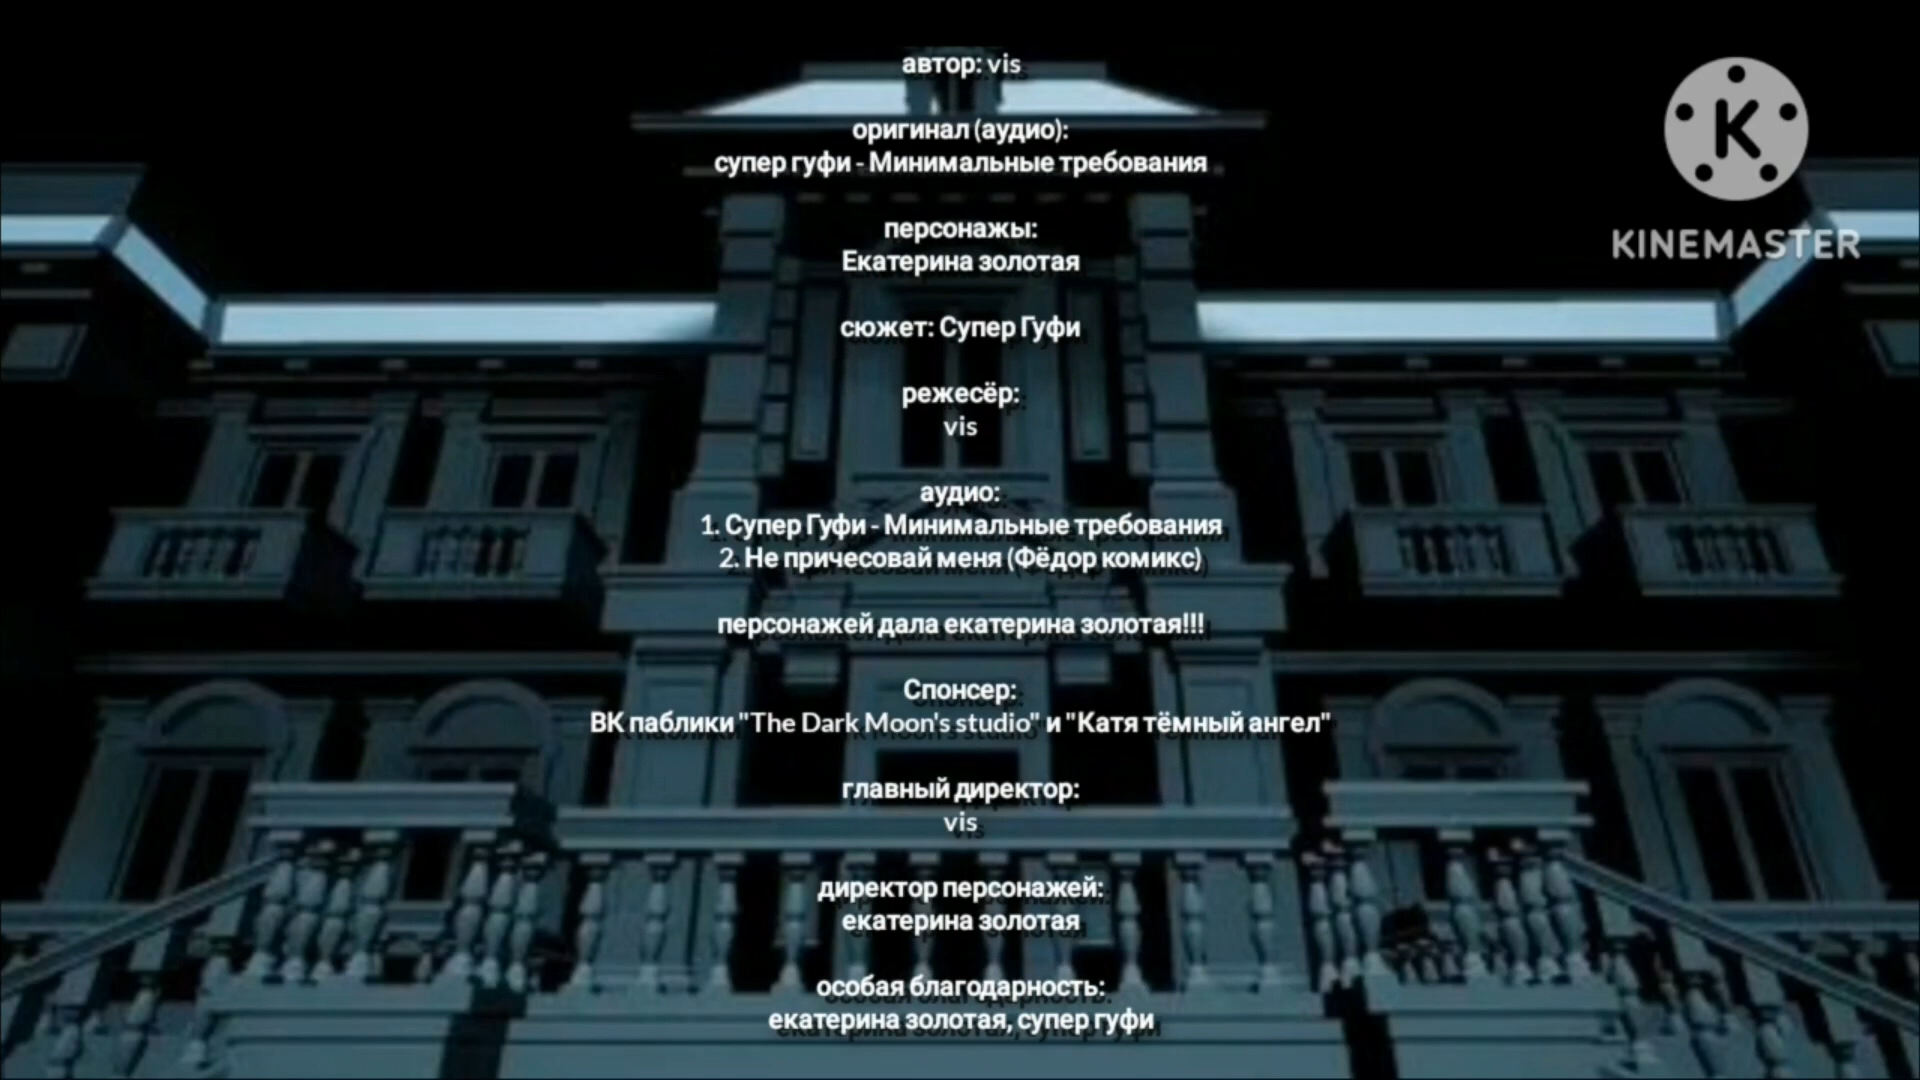 автор: vis
оригинал (аудио):
супер гуфи - Минимальные требования
персонажы:
Екатерина золотая
сюжет: Супер Гуфи
режесёр:
vis
аудио:
1. Супер Гуфи - Минимальные требования
2. Не причесовай меня (Фёдор комикс)
персонажей дала екатерина золотая!!!
Спонсер:
ВК паблики "The Dark Moon's studio" и "Катя тёмный ангел"
главный директор:
vis
директор персонажей:
екатерина золотая
особая благодарность:
екатерина золотая, супер гуфи
K
KINEMASTER